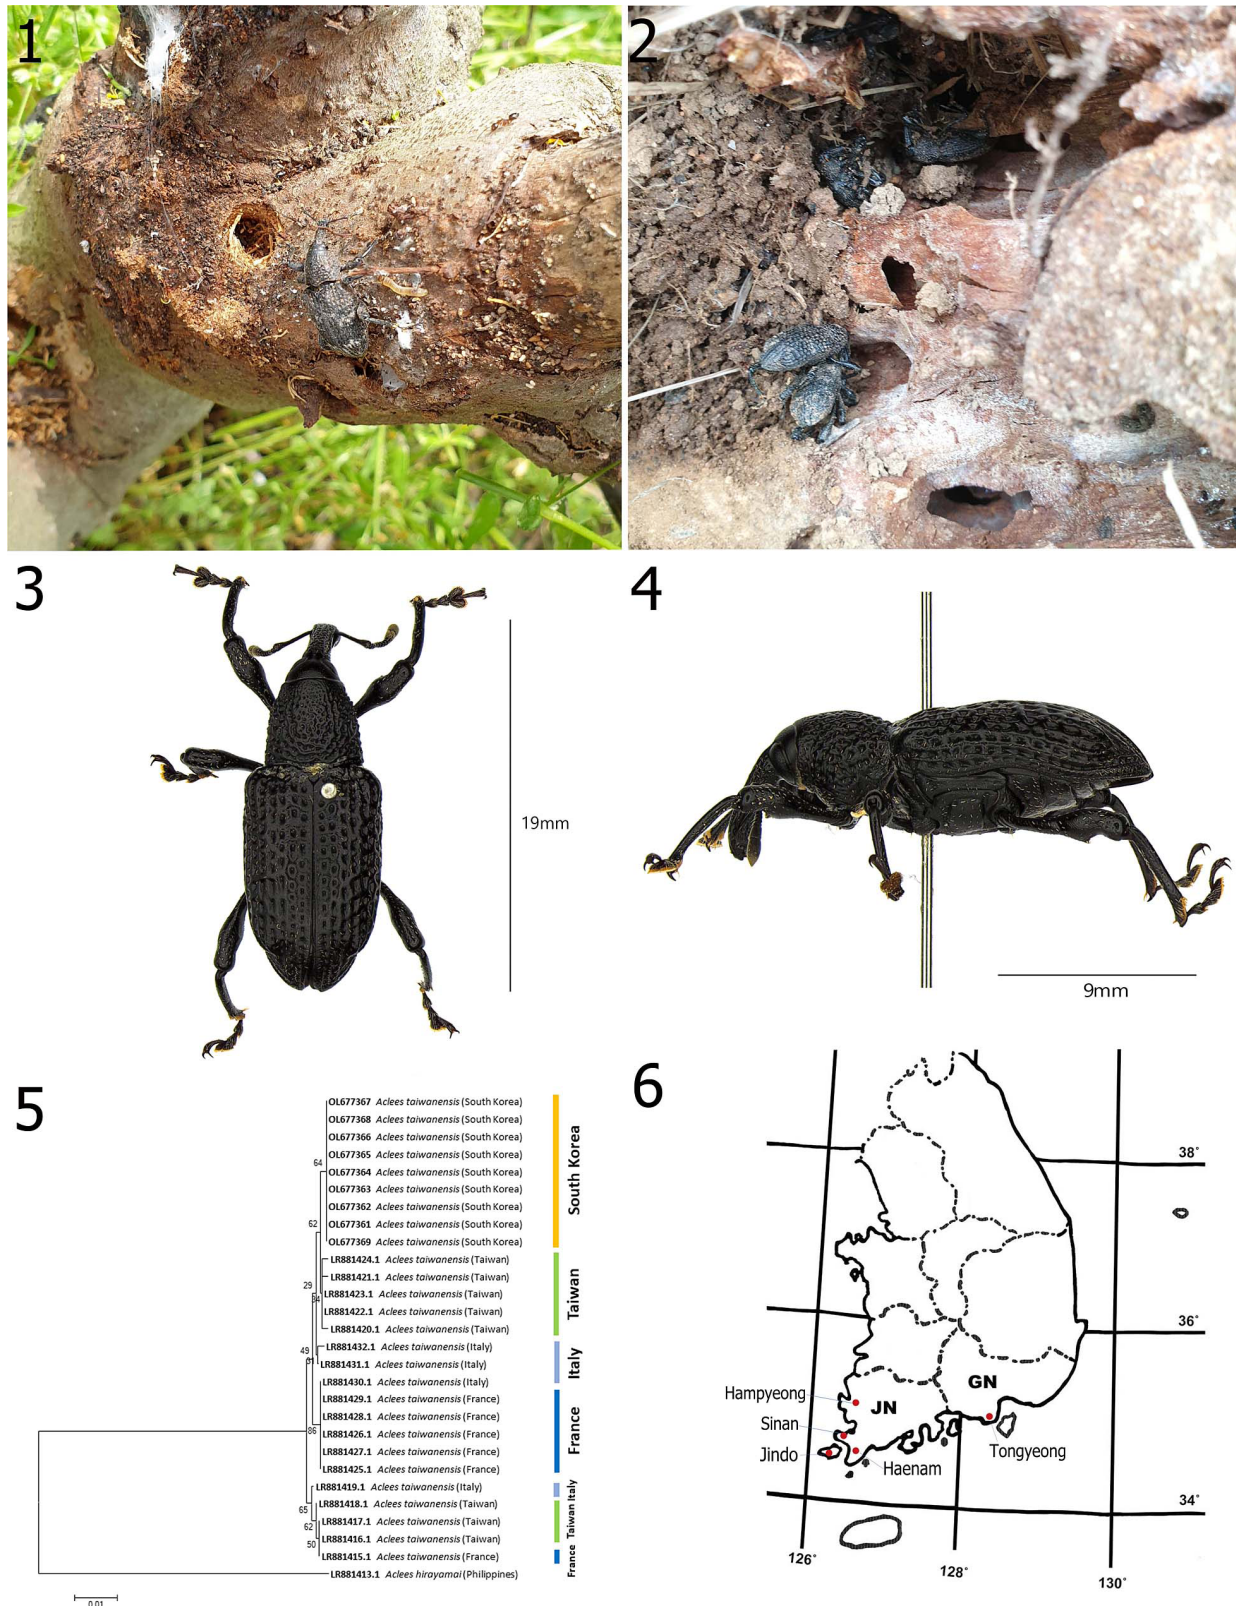 1
2
3
19mm
4
9mm
5
OL677367 Aclees taiwanensis (South Korea)
OL677368 Aclees taiwanensis (South Korea)
OL677366 Aclees taiwanensis (South Korea)
OL677365 Aclees taiwanensis (South Korea)
64
OL677364 Aclees taiwanensis (South Korea)
OL677363 Aclees taiwanensis (South Korea)
OL677362 Aclees taiwanensis (South Korea)
62
OL677361 Aclees taiwanensis (South Korea)
OL677369 Aclees taiwanensis (South Korea)
South Korea
LR881424.1 Aclees taiwanensis (Taiwan)
LR881421.1 Aclees taiwanensis (Taiwan)
29
LR881423.1 Aclees taiwanensis (Taiwan)
LR881422.1 Aclees taiwanensis (Taiwan)
LR881420.1 Aclees taiwanensis (Taiwan)
Taiwan
LR881432.1 Aclees taiwanensis (Italy)
49
LR881431.1 Aclees taiwanensis (Italy)
LR881430.1 Aclees taiwanensis (Italy)
Italy
LR881429.1 Aclees taiwanensis (France)
LR881428.1 Aclees taiwanensis (France)
86
LR881426.1 Aclees taiwanensis (France)
LR881427.1 Aclees taiwanensis (France)
LR881425.1 Aclees taiwanensis (France)
France
LR881419.1 Aclees taiwanensis (Italy)
Italy
65
LR881418.1 Aclees taiwanensis (Taiwan)
LR881417.1 Aclees taiwanensis (Taiwan)
62
LR881416.1 Aclees taiwanensis (Taiwan)
Taiwan
50
LR881415.1 Aclees taiwanensis (France)
France
LR881413.1 Aclees hirayamai (Philippines)
0.01
6
38°
36°
34°
126°
128°
130°
GN
JN
Hampyeong
Sinan
Jindo
Haenam
Tongyeong